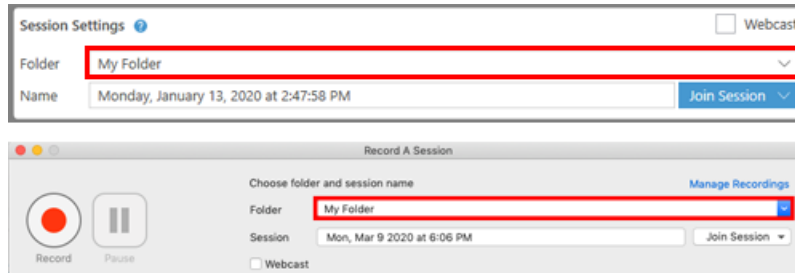 Session Settings ? Webcast
Folder My Folder
Name Monday, January 13, 2020 at 2:47:58 PM Join Session
Record A Session
Choose folder and session name Manage Recordings
Folder My Folder
Session Mon, Mar 9 2020 at 6:06 PM Join Session
Record Pause Webcast